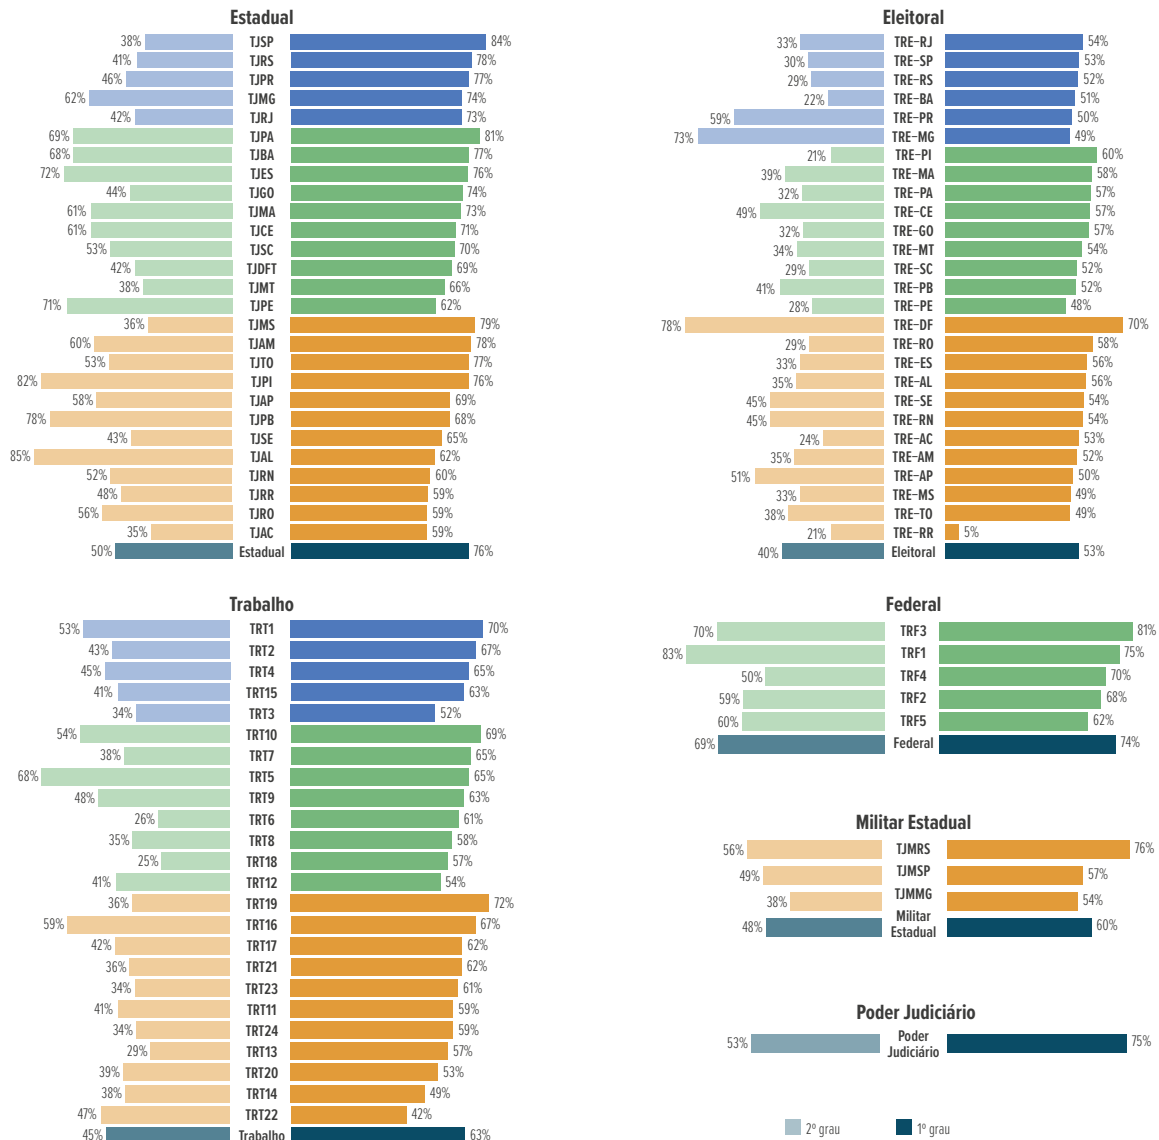 Estadual
38% TJSP 84%
41% TJRS 78%
46% TJPR 77%
62% TJMG 74%
42% TJRJ 73%
69% TJPA 81%
68% TJBA 77%
72% TJES 76%
44% TJGO 74%
61% TJMA 73%
61% TJCE 71%
53% TJSC 70%
42% TJDFT 69%
38% TJMT 66%
71% TJPE 62%
36% TJMS 79%
60% TJAM 78%
53% TJTO 77%
82% TJPI 76%
58% TJAP 69%
78% TJPB 68%
43% TJSE 65%
85% TJAL 62%
52% TJRN 60%
48% TJRR 59%
56% TJRO 59%
35% TJAC 59%
50% Estadual 76%
Eleitoral
33% TRE-RJ 54%
30% TRE-SP 53%
29% TRE-RS 52%
22% TRE-BA 51%
59% TRE-PR 50%
73% TRE-MG 49%
21% TRE-PI 60%
39% TRE-MA 58%
32% TRE-PA 57%
49% TRE-CE 57%
32% TRE-GO 57%
34% TRE-MT 54%
29% TRE-SC 52%
41% TRE-PB 52%
28% TRE-PE 48%
78% TRE-DF 70%
29% TRE-RO 58%
33% TRE-ES 56%
35% TRE-AL 56%
45% TRE-SE 54%
45% TRE-RN 54%
24% TRE-AC 53%
35% TRE-AM 52%
51% TRE-AP 50%
33% TRE-MS 49%
38% TRE-TO 49%
21% TRE-RR 5%
40% Eleitoral 53%
Trabalho
53% TRT1 70%
43% TRT2 67%
45% TRT4 65%
41% TRT15 63%
34% TRT3 52%
54% TRT10 69%
38% TRT7 65%
68% TRT5 65%
48% TRT9 63%
26% TRT6 61%
35% TRT8 58%
25% TRT18 57%
41% TRT12 54%
36% TRT19 72%
59% TRT16 67%
42% TRT17 62%
36% TRT21 62%
34% TRT23 61%
41% TRT11 59%
34% TRT24 59%
29% TRT13 57%
39% TRT20 53%
38% TRT14 49%
47% TRT22 42%
45% Trabalho 63%
Federal
70% TRF3 81%
83% TRF1 75%
50% TRF4 70%
59% TRF2 68%
60% TRF5 62%
69% Federal 74%
Militar Estadual
56% TJMRS 76%
49% TJMSP 57%
38% TJMMG 54%
48% Militar 60%
Estadual
Poder Judiciário
53% Poder 75%
Judiciário
2º grau 1º grau